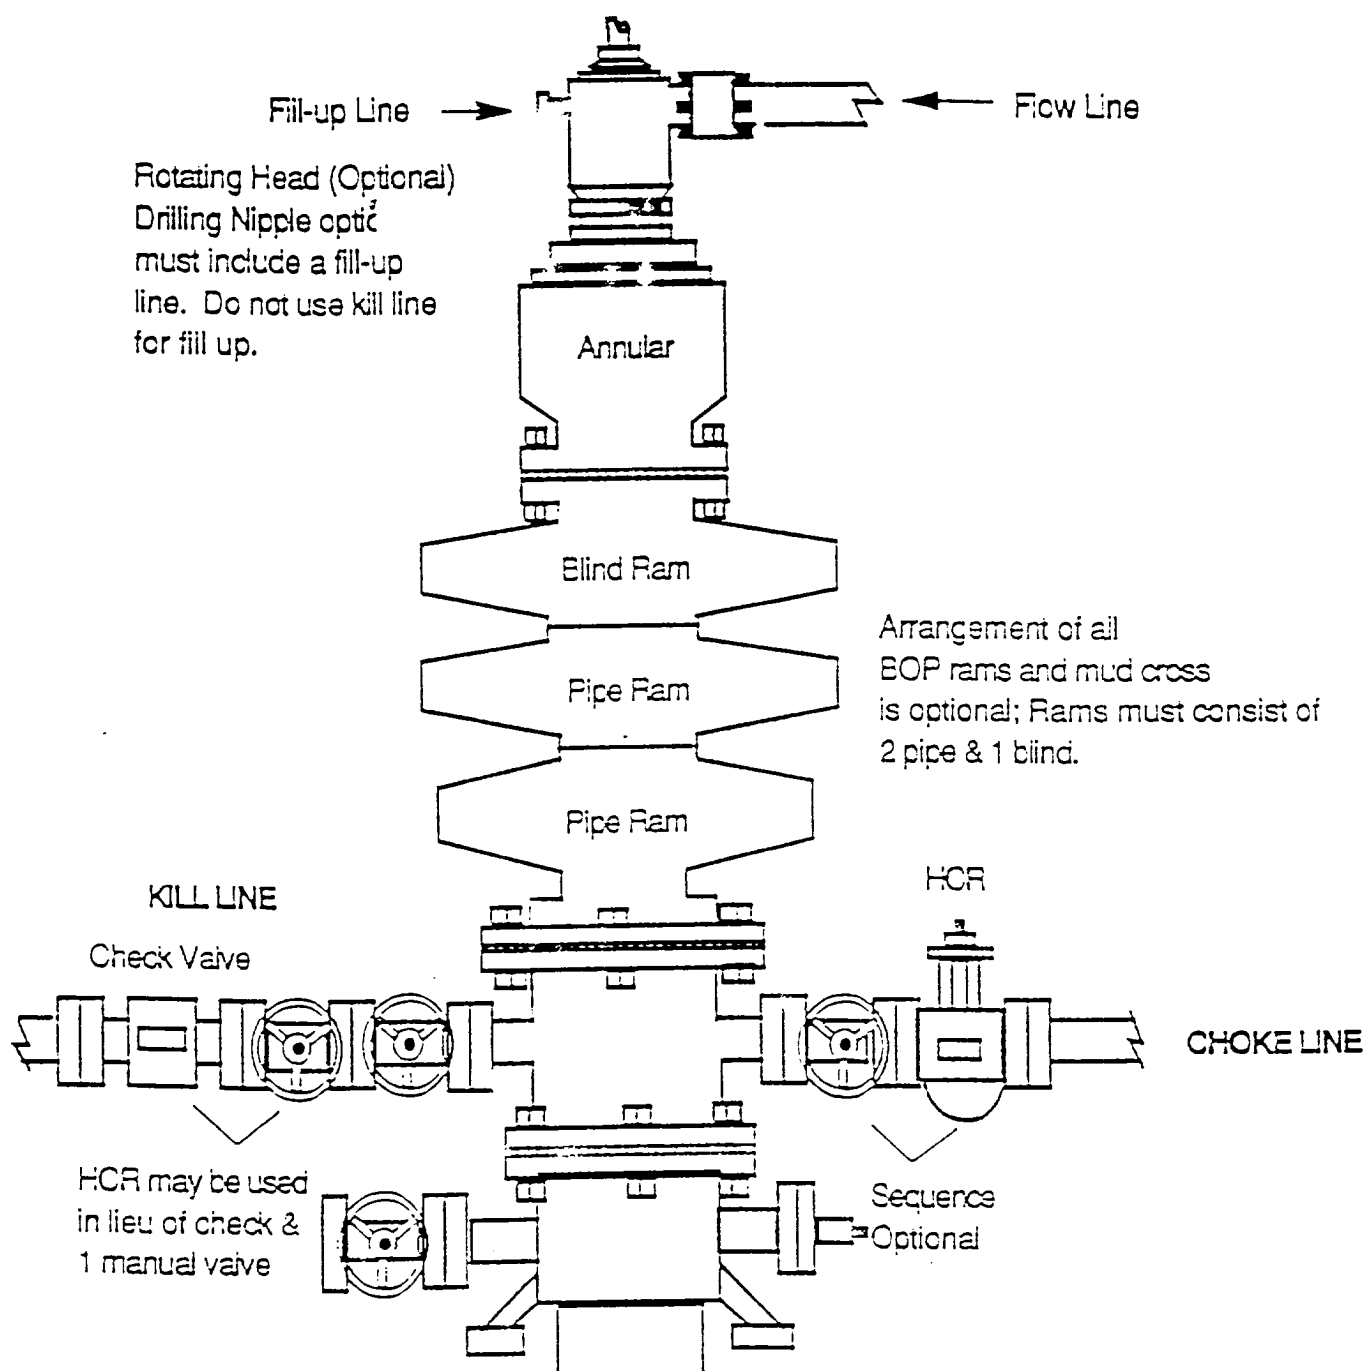 Fill-up Line
Flow Line
Rotating Head (Optional)
Drilling Nipple optic
must include a fill-up
line. Do not use kill line
for fill up.
Annular
Blind Ram
Pipe Ram
Arrangement of all
BOP rams and mud cross
is optional; Rams must consist of
2 pipe & 1 blind.
Pipe Ram
HCR
KILL LINE
Check Valve
CHOKE LINE
HCR may be used
in lieu of check &
1 manual valve
Sequence
Optional